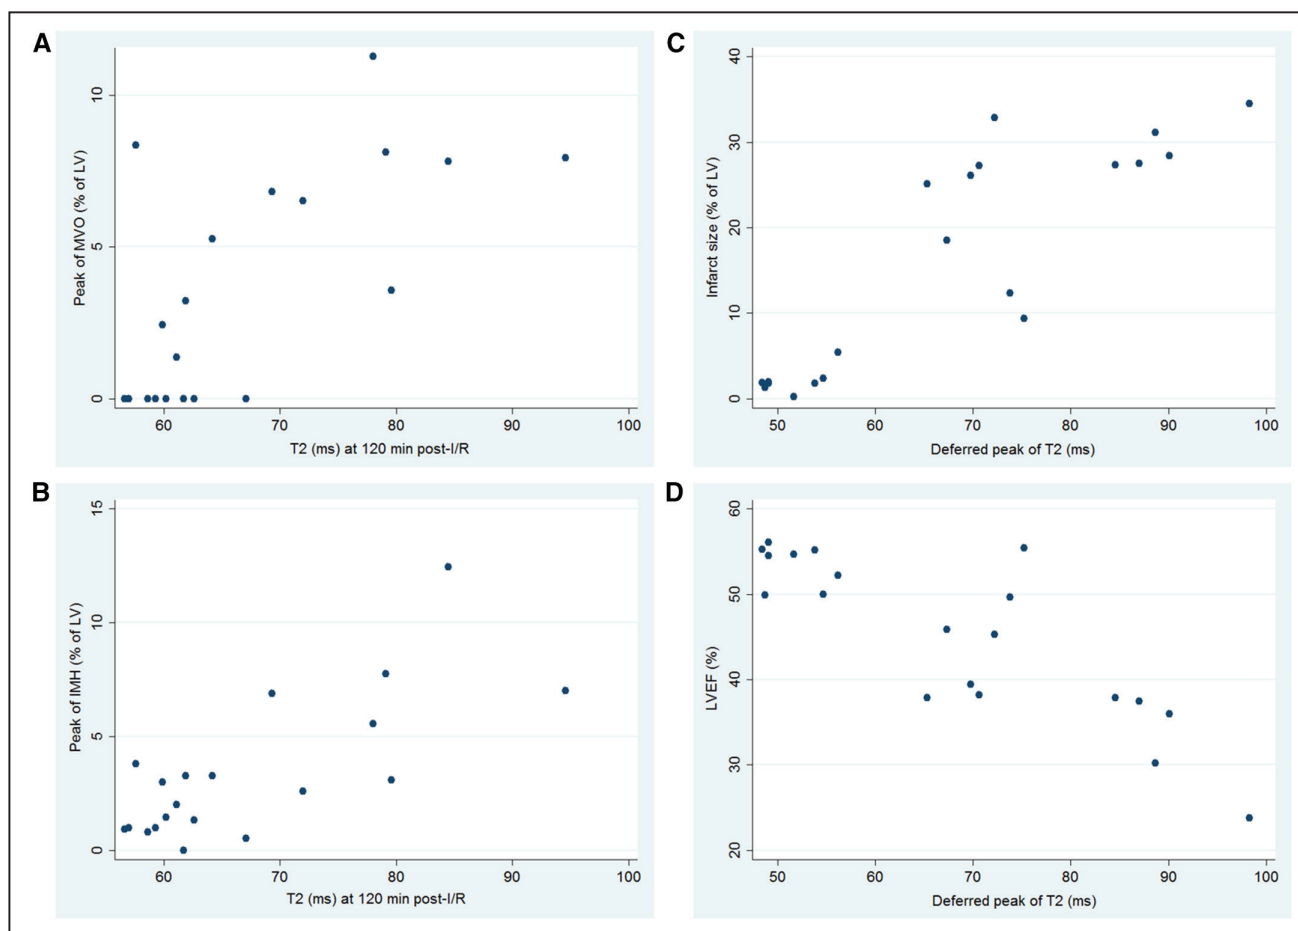 A
10
5
0
Peak of MVO (% of LV)
60 70 80 90 100
T2 (ms) at 120 min post-I/R
C
40
30
20
10
0
Infarct size (% of LV)
50 60 70 80 90 100
Deferred peak of T2 (ms)
B
15
10
5
0
Peak of IMH (% of LV)
60 70 80 90 100
T2 (ms) at 120 min post-I/R
D
60
50
40
30
20
LVEF (%)
50 60 70 80 90 100
Deferred peak of T2 (ms)